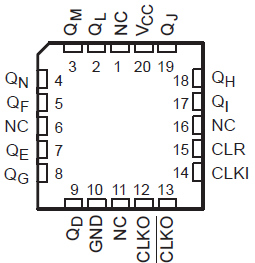 QM QL NC VCC QJ
3 2 1 20 19
QN 4 18 QH
QF 5 17 QI
NC 6 16 NC
QE 7 15 CLR
QG 8 14 CLKI
9 10 11 12 13
QD GND NC CLKO CLKO